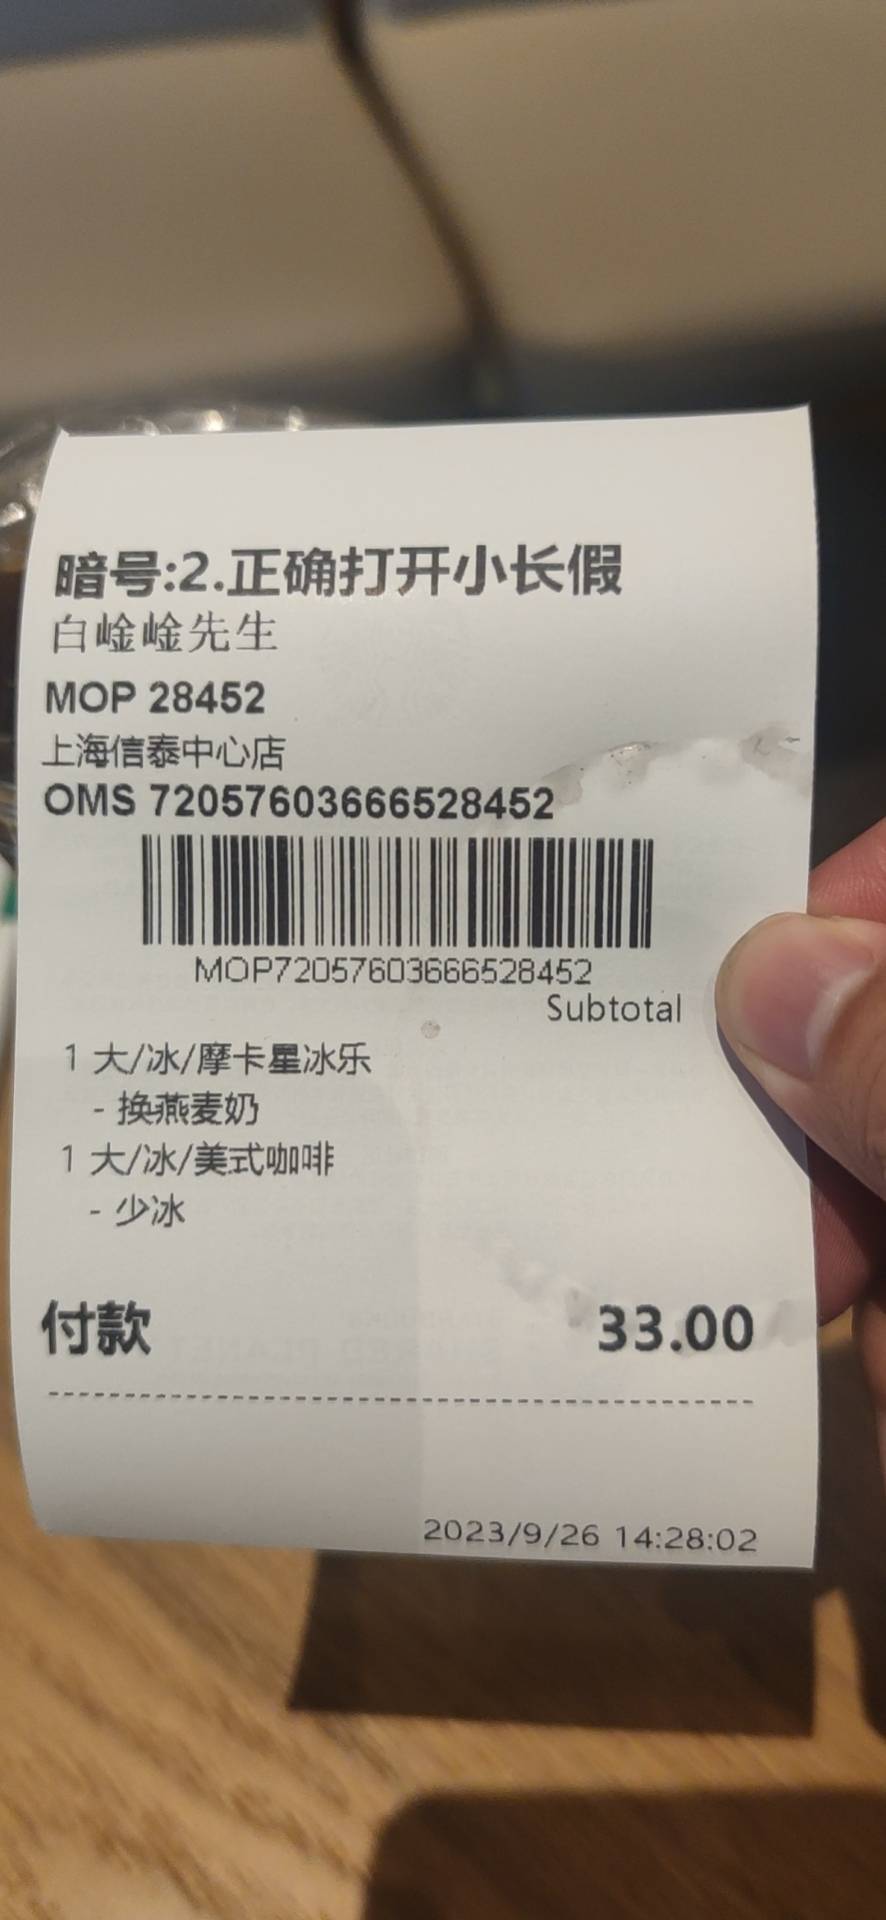 暗号:2.正确打开小长假
白崯崯先生
MOP 28452
上海信泰中心店
OMS 72057603666528452
MOP72057603666528452
Subtotal
1 大/冰/摩卡星冰乐
- 换燕麦奶
1 大/冰/美式咖啡
- 少冰
付款 33.00
2023/9/26 14:28:02